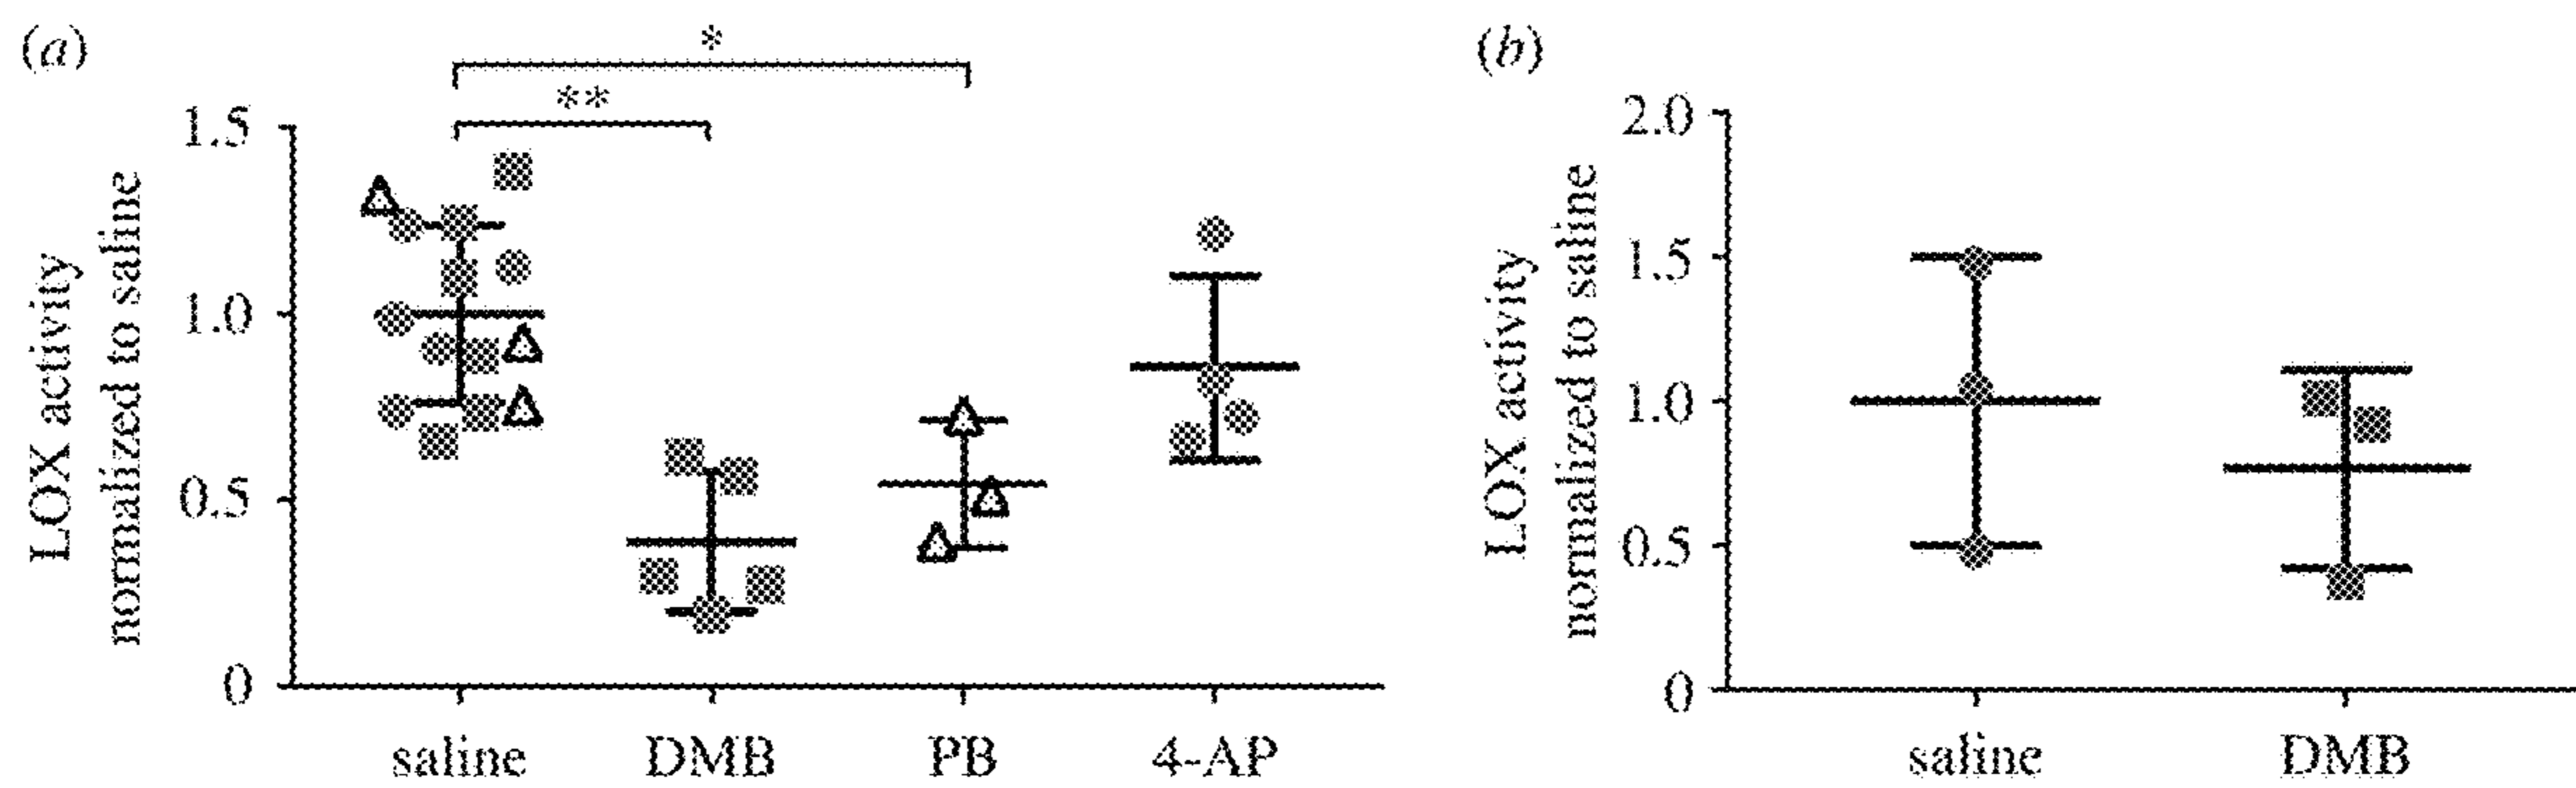 (a)
*
**
LOX activity
normalized to saline
1.5
1.0
0.5
0
saline DMB PB 4-AP
(b)
LOX activity
normalized to saline
2.0
1.5
1.0
0.5
0
saline DMB